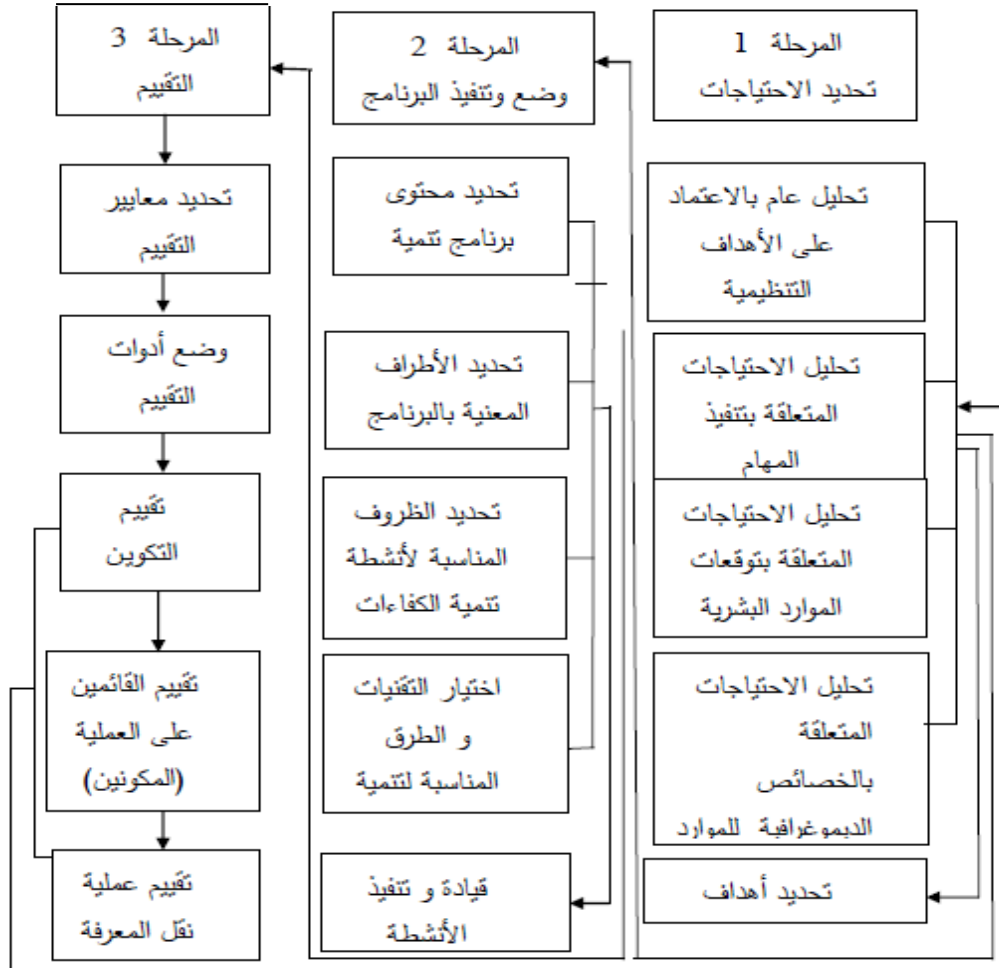 المرحلة 1
تحديد الاحتياجات
تحليل عام بالاعتماد
على الأهداف
التنظيمية
تحليل الاحتياجات
المتعلقة بتنفيذ
المهام
تحليل الاحتياجات
المتعلقة بتوقعات
الموارد البشرية
تحليل الاحتياجات
المتعلقة
بالخصائص
الديموغرافية للموارد
تحديد أهداف
المرحلة 2
وضع وتنفيذ البرنامج
تحديد محتوى
برنامج تنمية
تحديد الأطراف
المعنية بالبرنامج
تحديد الظروف
المناسبة لأنشطة
تنمية الكفاءات
اختيار التقنيات
و الطرق
المناسبة لتنمية
قيادة و تنفيذ
الأنشطة
المرحلة 3
التقييم
تحديد معايير
التقييم
وضع أدوات
التقييم
تقييم
التكوين
تقييم القائمين
على العملية
(المكونين)
تقييم عملية
نقل المعرفة